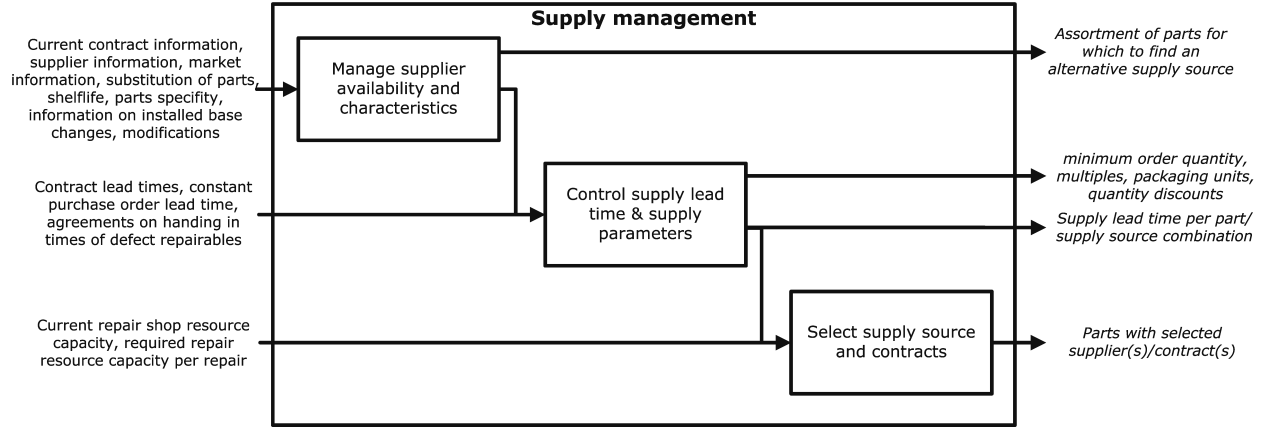 Supply management
Current contract information,
supplier information, market
information, substitution of parts,
shelflife, parts specifity,
information on installed base
changes, modifications
Manage supplier
availability and
characteristics
Assortment of parts for
which to find an
alternative supply source
Contract lead times, constant
purchase order lead time,
agreements on handing in
times of defect repairables
Control supply lead
time & supply
parameters
minimum order quantity,
multiples, packaging units,
quantity discounts
Supply lead time per part/
supply source combination
Current repair shop resource
capacity, required repair
resource capacity per repair
Select supply source
and contracts
Parts with selected
supplier(s)/contract(s)